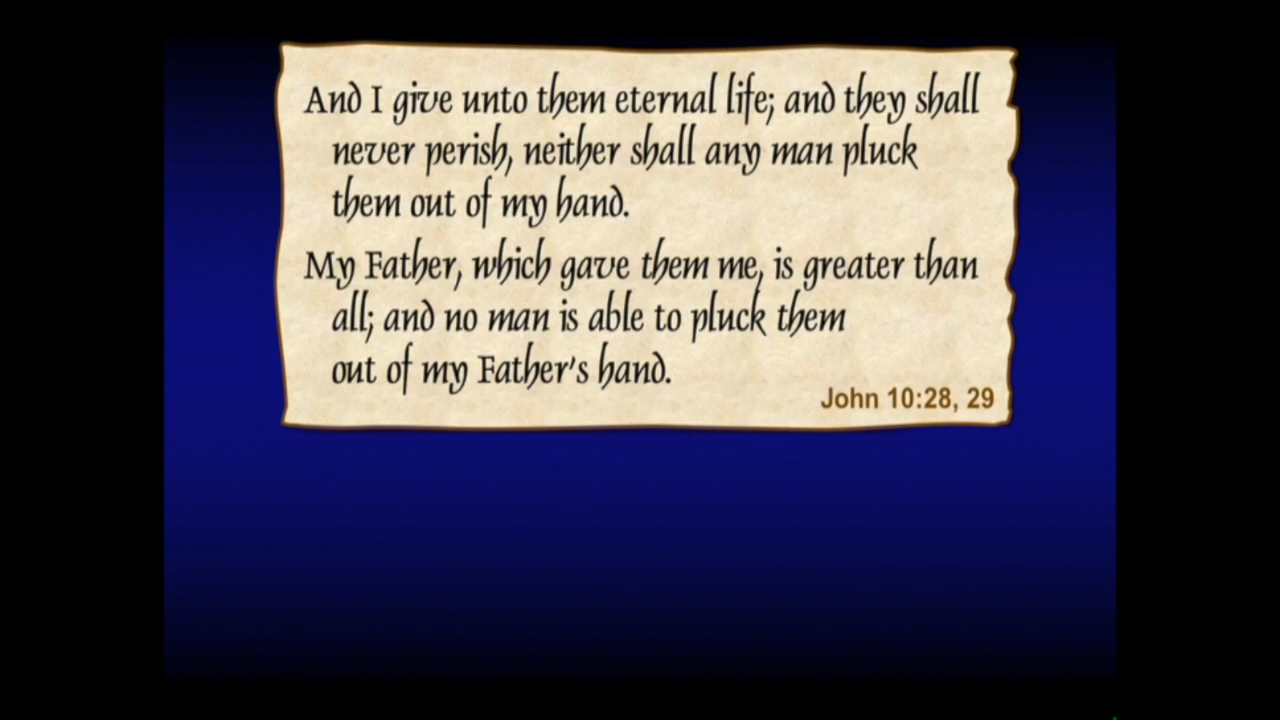 And I give unto them eternal life; and they shall
never perish, neither shall any man pluck
them out of my hand.
My Father, which gave them me, is greater than
all; and no man is able to pluck them
out of my Father's hand.
John 10:28, 29